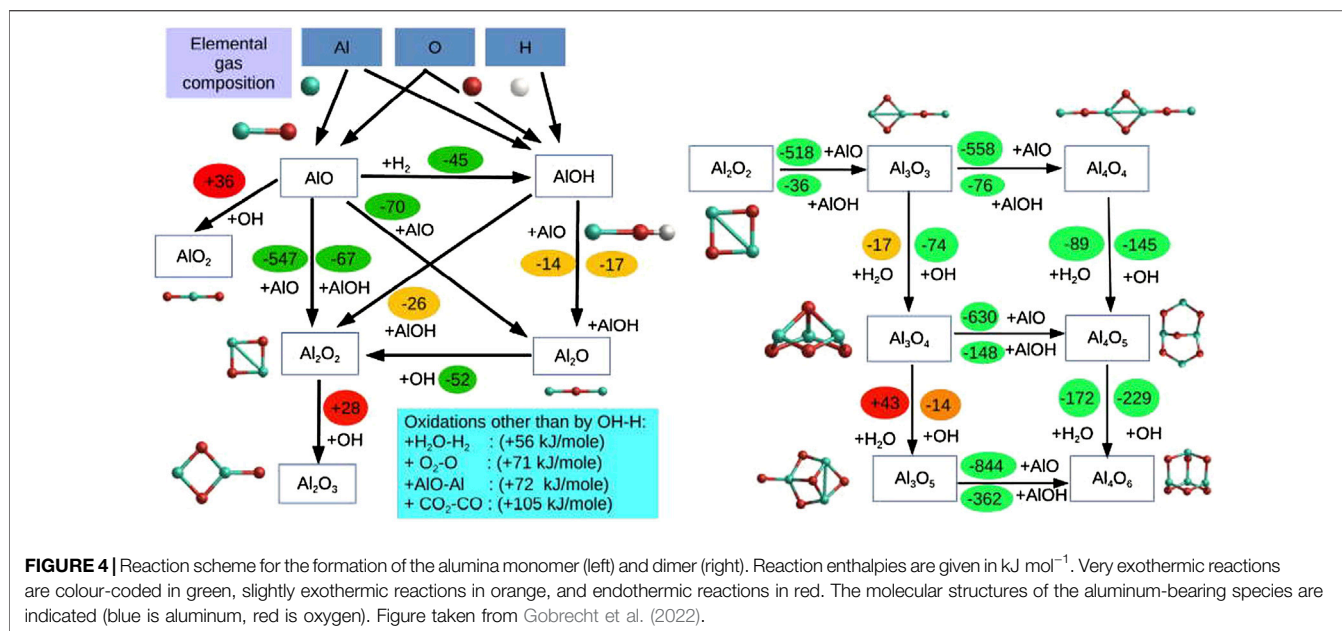 Elemental
gas
composition
Al
O
H
+36
+OH
AlO
+H₂
-45
AlOH
-70
+AlO
AlO₂
-547
-67
+AlO
+AlOH
+AlO
-14
-17
-26
+AlOH
+AlOH
Al₂O₂
+OH
-52
Al₂O
+28
+OH
Al₂O₃
Oxidations other than by OH-H:
+H₂O-H₂ : (+56 kJ/mole)
+ O₂-O : (+71 kJ/mole)
+AlO-Al : (+72 kJ/mole)
+ CO₂-CO : (+105 kJ/mole)
Al₂O₂
-518
+AlO
-36
+AlOH
Al₃O₃
-558
+AlO
-76
+AlOH
Al₄O₄
-17
-74
+H₂O
+OH
-89
-145
+H₂O
+OH
Al₃O₄
-630
+AlO
-148
+AlOH
Al₄O₅
+43
-14
+H₂O
+OH
-172
-229
+H₂O
+OH
Al₃O₅
-844
+AlO
-362
+AlOH
Al₄O₆
FIGURE 4 | Reaction scheme for the formation of the alumina monomer (left) and dimer (right). Reaction enthalpies are given in kJ mol⁻¹. Very exothermic reactions
are colour-coded in green, slightly exothermic reactions in orange, and endothermic reactions in red. The molecular structures of the aluminum-bearing species are
indicated (blue is aluminum, red is oxygen). Figure taken from Gobrecht et al. (2022).